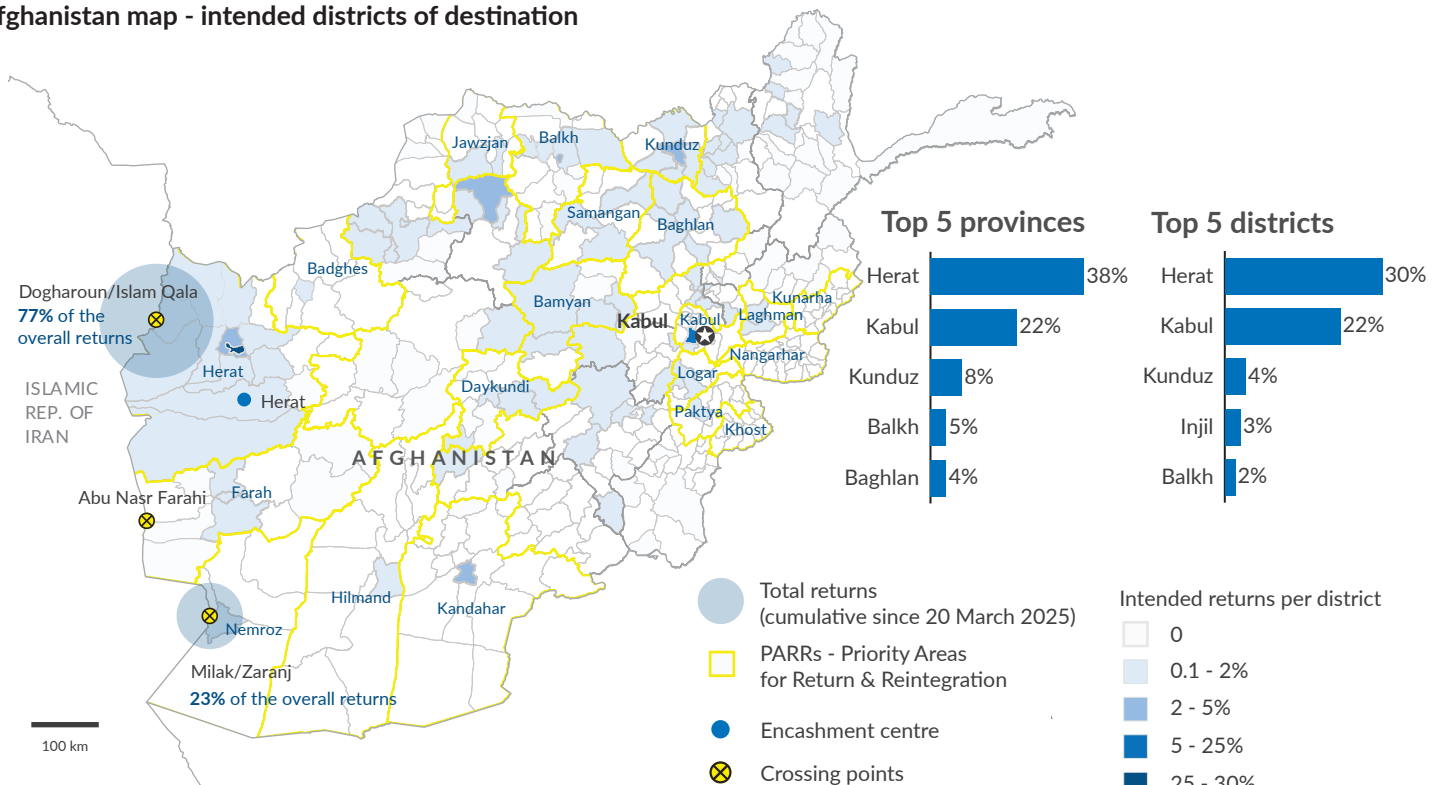 fghanistan map - intended districts of destination
Jawzjan
Balkh
Kunduz
Samangan
Baghlan
Badghes
Bamyan
Kabul
Kabul
Kunarha
Laghman
Nangarhar
Logar
Paktya
Khost
Daykundi
Dogharoun/Islam Qala
77% of the
overall returns
Herat
Herat
ISLAMIC
REP. OF
IRAN
AFGHANISTAN
Abu Nasr Farahi
Farah
Hilmand
Kandahar
Nemroz
Milak/Zaranj
23% of the overall returns
100 km
Top 5 provinces
Herat 38%
Kabul 22%
Kunduz 8%
Balkh 5%
Baghlan 4%
Top 5 districts
Herat 30%
Kabul 22%
Kunduz 4%
Injil 3%
Balkh 2%
Total returns
(cumulative since 20 March 2025)
PARRs - Priority Areas
for Return & Reintegration
Encashment centre
Crossing points
Intended returns per district
0
0.1 - 2%
2 - 5%
5 - 25%
25 - 30%